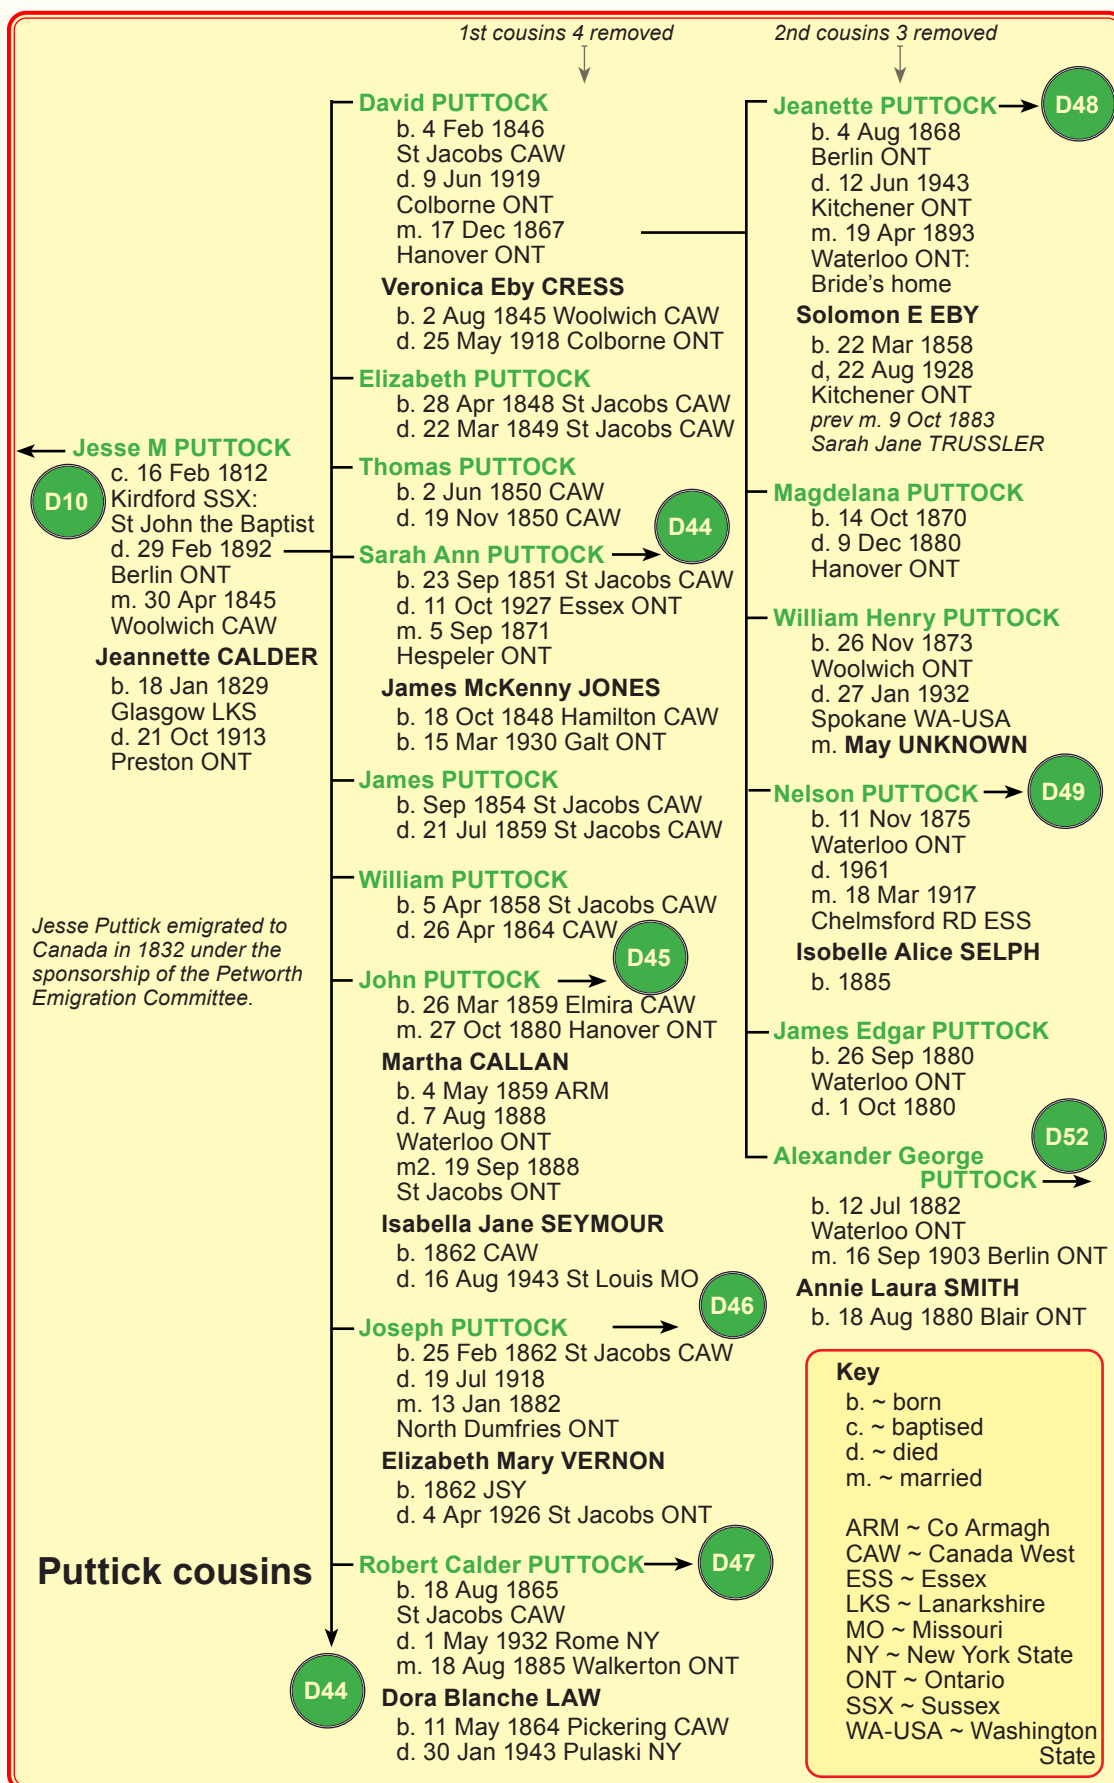 1st cousins 4 removed
2nd cousins 3 removed
Jesse M PUTTOCK
D10
c. 16 Feb 1812
Kirdford SSX:
St John the Baptist
d. 29 Feb 1892
Berlin ONT
m. 30 Apr 1845
Woolwich CAW
Jeannette CALDER
b. 18 Jan 1829
Glasgow LKS
d. 21 Oct 1913
Preston ONT
Jesse Puttick emigrated to
Canada in 1832 under the
sponsorship of the Petworth
Emigration Committee.
Puttick cousins
David PUTTOCK
b. 4 Feb 1846
St Jacobs CAW
d. 9 Jun 1919
Colborne ONT
m. 17 Dec 1867
Hanover ONT
Veronica Eby CRESS
b. 2 Aug 1845 Woolwich CAW
d. 25 May 1918 Colborne ONT
Elizabeth PUTTOCK
b. 28 Apr 1848 St Jacobs CAW
d. 22 Mar 1849 St Jacobs CAW
Thomas PUTTOCK
b. 2 Jun 1850 CAW
d. 19 Nov 1850 CAW
Sarah Ann PUTTOCK
D44
b. 23 Sep 1851 St Jacobs CAW
d. 11 Oct 1927 Essex ONT
m. 5 Sep 1871
Hespeler ONT
James McKenny JONES
b. 18 Oct 1848 Hamilton CAW
b. 15 Mar 1930 Galt ONT
James PUTTOCK
b. Sep 1854 St Jacobs CAW
d. 21 Jul 1859 St Jacobs CAW
William PUTTOCK
b. 5 Apr 1858 St Jacobs CAW
d. 26 Apr 1864 CAW
John PUTTOCK
D45
b. 26 Mar 1859 Elmira CAW
m. 27 Oct 1880 Hanover ONT
Martha CALLAN
b. 4 May 1859 ARM
d. 7 Aug 1888
Waterloo ONT
m2. 19 Sep 1888
St Jacobs ONT
Isabella Jane SEYMOUR
b. 1862 CAW
d. 16 Aug 1943 St Louis MO
Joseph PUTTOCK
D46
b. 25 Feb 1862 St Jacobs CAW
d. 19 Jul 1918
m. 13 Jan 1882
North Dumfries ONT
Elizabeth Mary VERNON
b. 1862 JSY
d. 4 Apr 1926 St Jacobs ONT
Robert Calder PUTTOCK
D47
b. 18 Aug 1865
St Jacobs CAW
d. 1 May 1932 Rome NY
m. 18 Aug 1885 Walkerton ONT
D44
Dora Blanche LAW
b. 11 May 1864 Pickering CAW
d. 30 Jan 1943 Pulaski NY
Jeanette PUTTOCK
D48
b. 4 Aug 1868
Berlin ONT
d. 12 Jun 1943
Kitchener ONT
m. 19 Apr 1893
Waterloo ONT:
Bride's home
Solomon E EBY
b. 22 Mar 1858
d, 22 Aug 1928
Kitchener ONT
prev m. 9 Oct 1883
Sarah Jane TRUSSLER
Magdelana PUTTOCK
b. 14 Oct 1870
d. 9 Dec 1880
Hanover ONT
William Henry PUTTOCK
b. 26 Nov 1873
Woolwich ONT
d. 27 Jan 1932
Spokane WA-USA
m. May UNKNOWN
Nelson PUTTOCK
D49
b. 11 Nov 1875
Waterloo ONT
d. 1961
m. 18 Mar 1917
Chelmsford RD ESS
Isobelle Alice SELPH
b. 1885
James Edgar PUTTOCK
b. 26 Sep 1880
Waterloo ONT
d. 1 Oct 1880
D52
Alexander George
PUTTOCK
b. 12 Jul 1882
Waterloo ONT
m. 16 Sep 1903 Berlin ONT
Annie Laura SMITH
b. 18 Aug 1880 Blair ONT
Key
b. ~ born
c. ~ baptised
d. ~ died
m. ~ married
ARM ~ Co Armagh
CAW ~ Canada West
ESS ~ Essex
LKS ~ Lanarkshire
MO ~ Missouri
NY ~ New York State
ONT ~ Ontario
SSX ~ Sussex
WA-USA ~ Washington
State